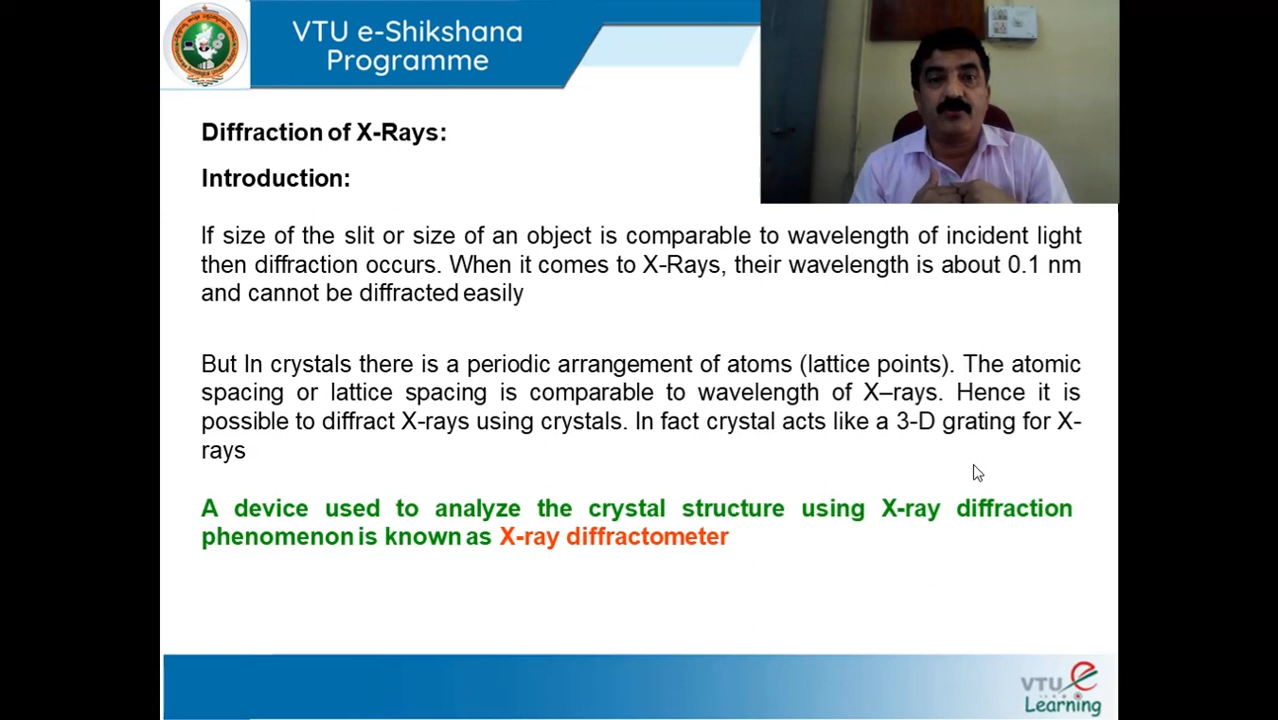 VTU e-Shikshana
Programme
Diffraction of X-Rays:
Introduction:
If size of the slit or size of an object is comparable to wavelength of incident light
then diffraction occurs. When it comes to X-Rays, their wavelength is about 0.1 nm
and cannot be diffracted easily
But In crystals there is a periodic arrangement of atoms (lattice points). The atomic
spacing or lattice spacing is comparable to wavelength of X–rays. Hence it is
possible to diffract X-rays using crystals. In fact crystal acts like a 3-D grating for X-
rays
A device used to analyze the crystal structure using X-ray diffraction
phenomenon is known as X-ray diffractometer
VTU e
Learning